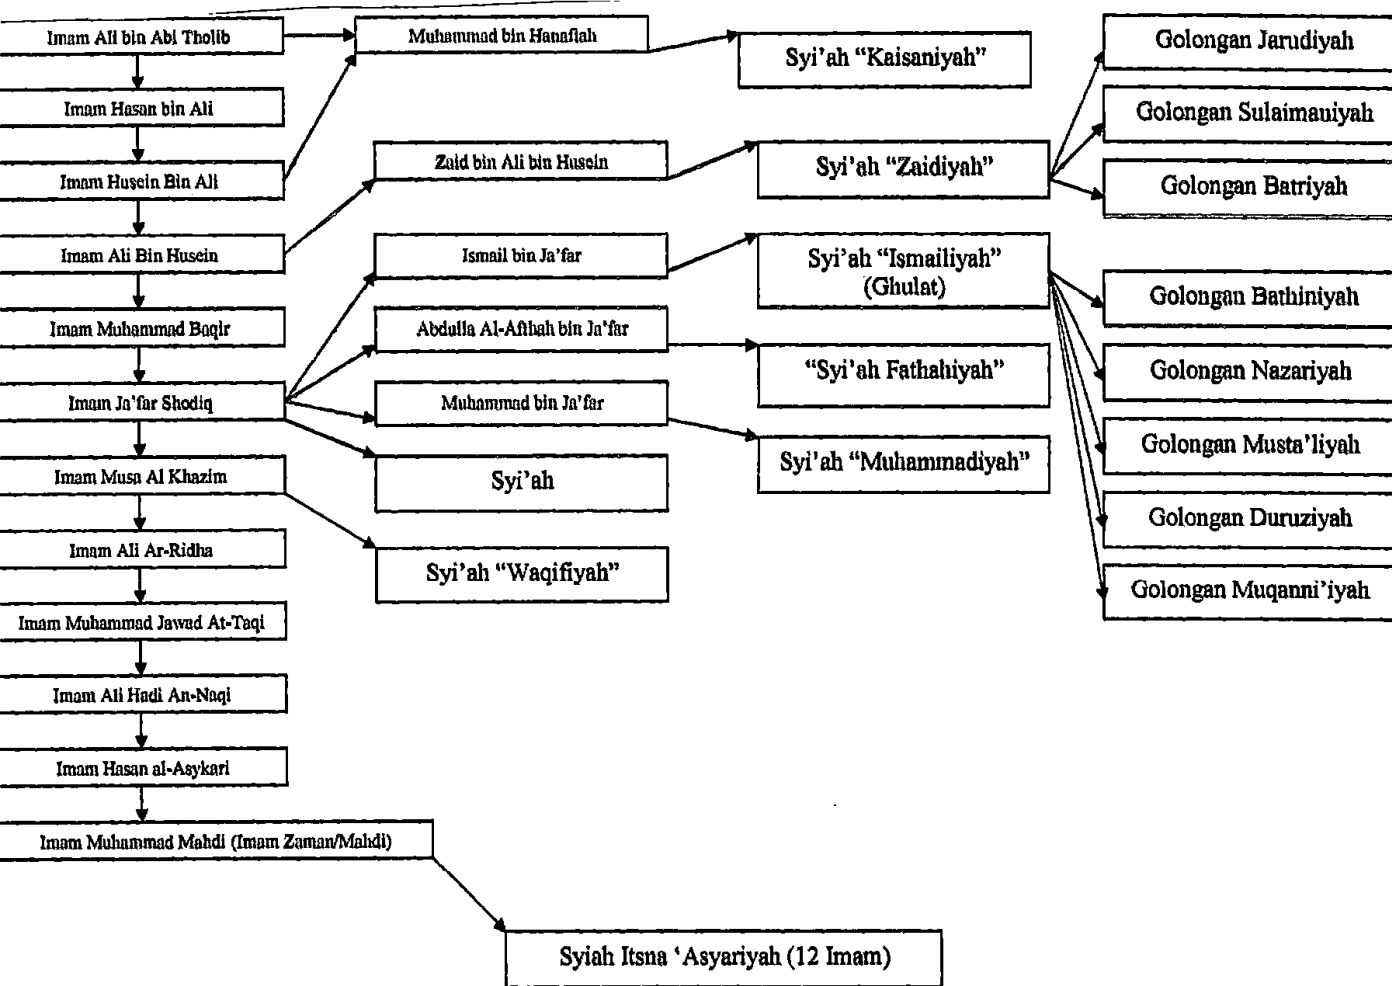 Imam Ali bin Abi Tholib
Muhammad bin Hanafiah
Syi'ah "Kaisaniyah"
Golongan Jarudiyah
Imam Hasan bin Ali
Golongan Sulaimauiyah
Imam Husein Bin Ali
Zaid bin Ali bin Husein
Syi'ah "Zaidiyah"
Golongan Batriyah
Imam Ali Bin Husein
Ismail bin Ja'far
Syi'ah "Ismailiyah"
(Ghulat)
Golongan Bathiniyah
Imam Muhammad Baqir
Abdulla Al-Afthah bin Ja'far
"Syi'ah Fathahiyah"
Golongan Nazariyah
Imam Ja'far Shodiq
Muhammad bin Ja'far
Syi'ah "Muhammadiyah"
Golongan Musta'liyah
Imam Musa Al Khazim
Syi'ah
Golongan Duruziyah
Imam Ali Ar-Ridha
Syi'ah "Waqifiyah"
Golongan Muqanni'iyah
Imam Muhammad Jawad At-Taqi
Imam Ali Hadi An-Naqi
Imam Hasan al-Asykari
Imam Muhammad Mahdi (Imam Zaman/Mahdi)
Syiah Itsna 'Asyariyah (12 Imam)